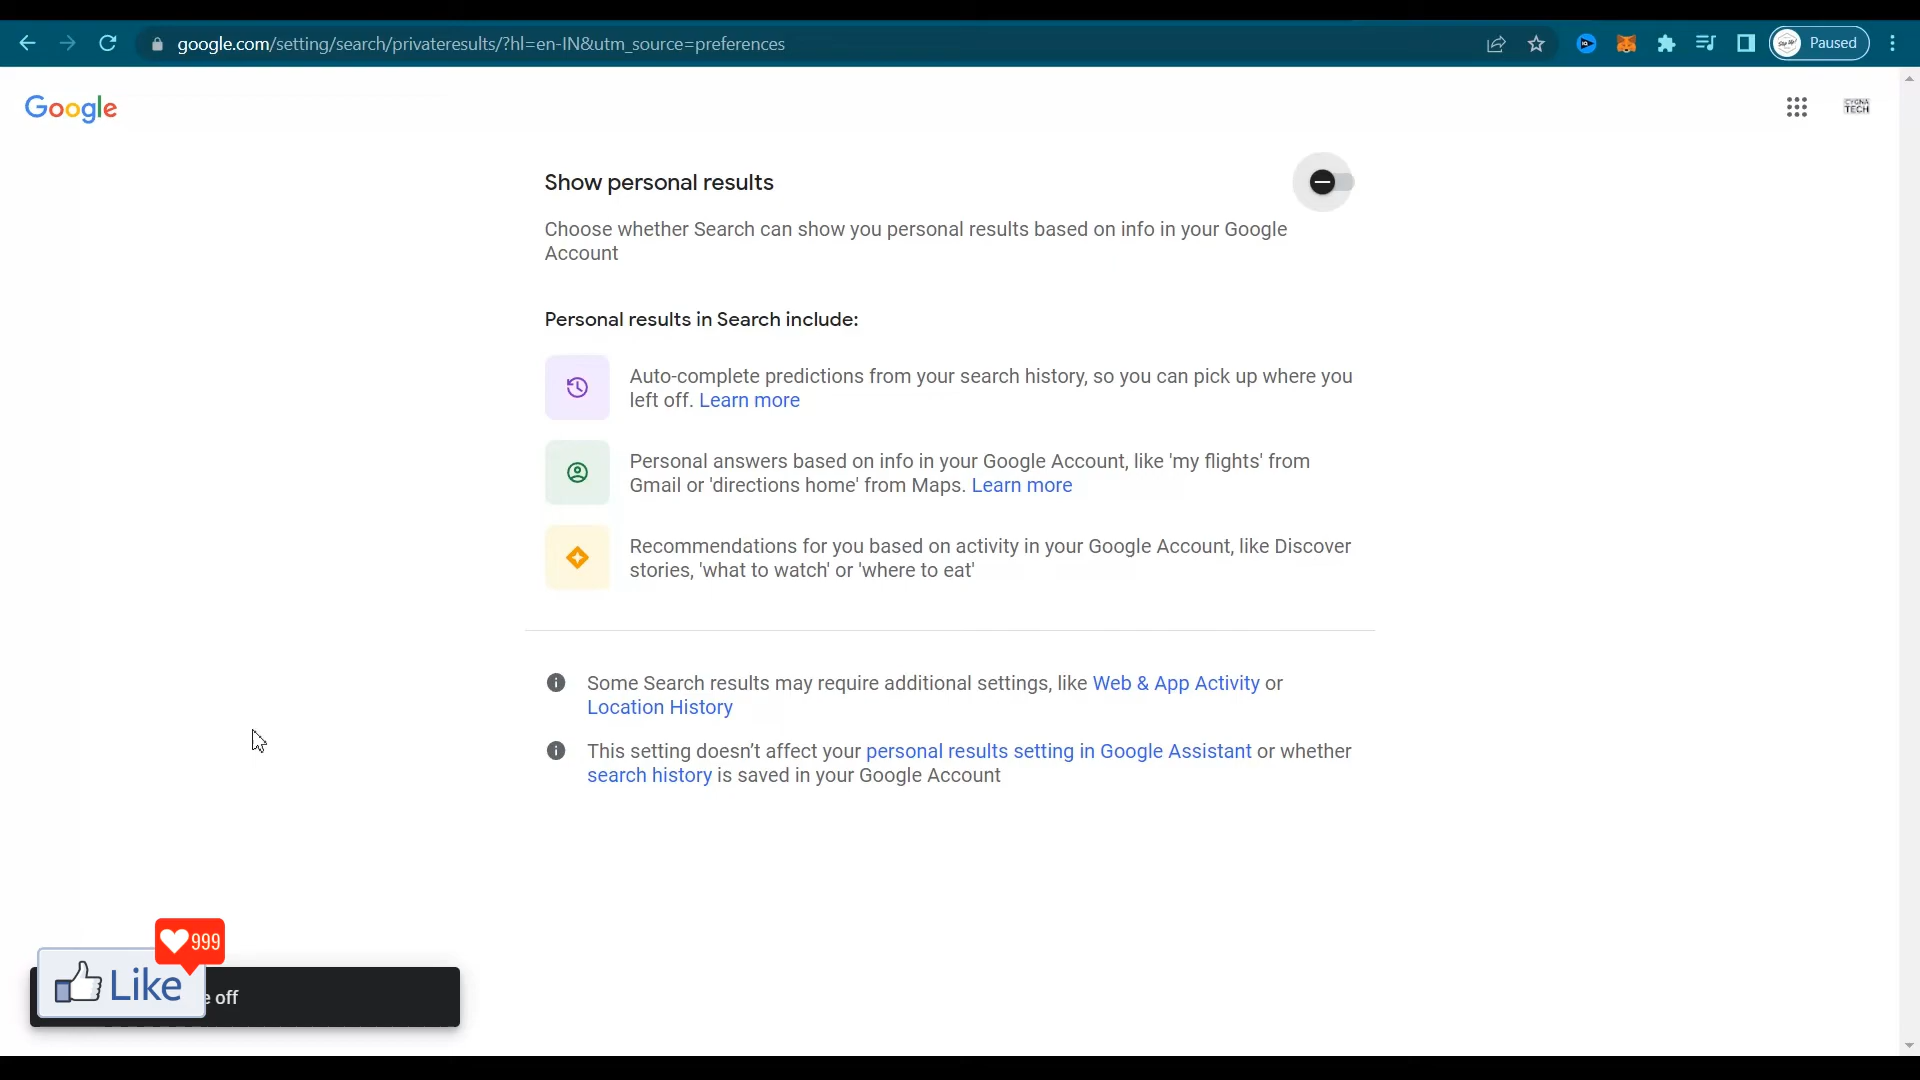 google.com/setting/search/privateresults/?hl=en-IN&utm_source=preferences
Paused
Google
CYGNA
TECH
Show personal results
Choose whether Search can show you personal results based on info in your Google
Account
Personal results in Search include:
Auto-complete predictions from your search history, so you can pick up where you
left off. Learn more
Personal answers based on info in your Google Account, like 'my flights' from
Gmail or 'directions home' from Maps. Learn more
Recommendations for you based on activity in your Google Account, like Discover
stories, 'what to watch' or 'where to eat'
Some Search results may require additional settings, like Web & App Activity or
Location History
This setting doesn’t affect your personal results setting in Google Assistant or whether
search history is saved in your Google Account
999
Like
off